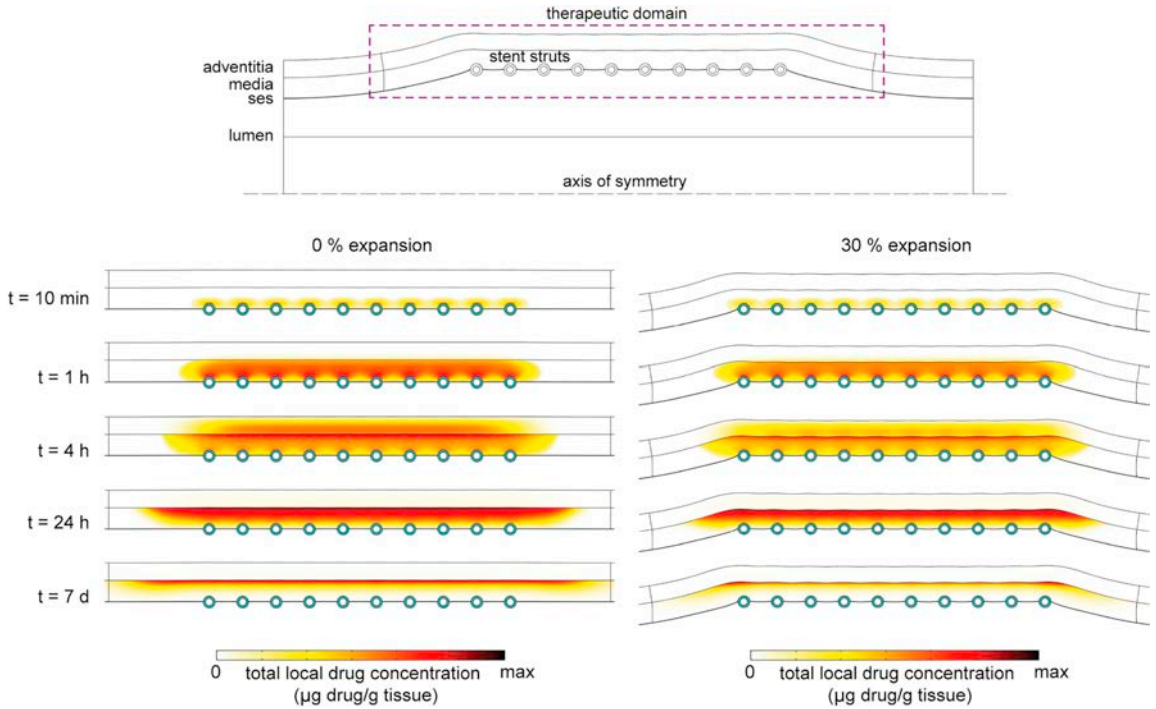 therapeutic domain
stent struts
adventitia
media
ses
lumen
axis of symmetry
0 % expansion
30 % expansion
t = 10 min
t = 1 h
t = 4 h
t = 24 h
t = 7 d
0 total local drug concentration max
(µg drug/g tissue)
0 total local drug concentration max
(µg drug/g tissue)